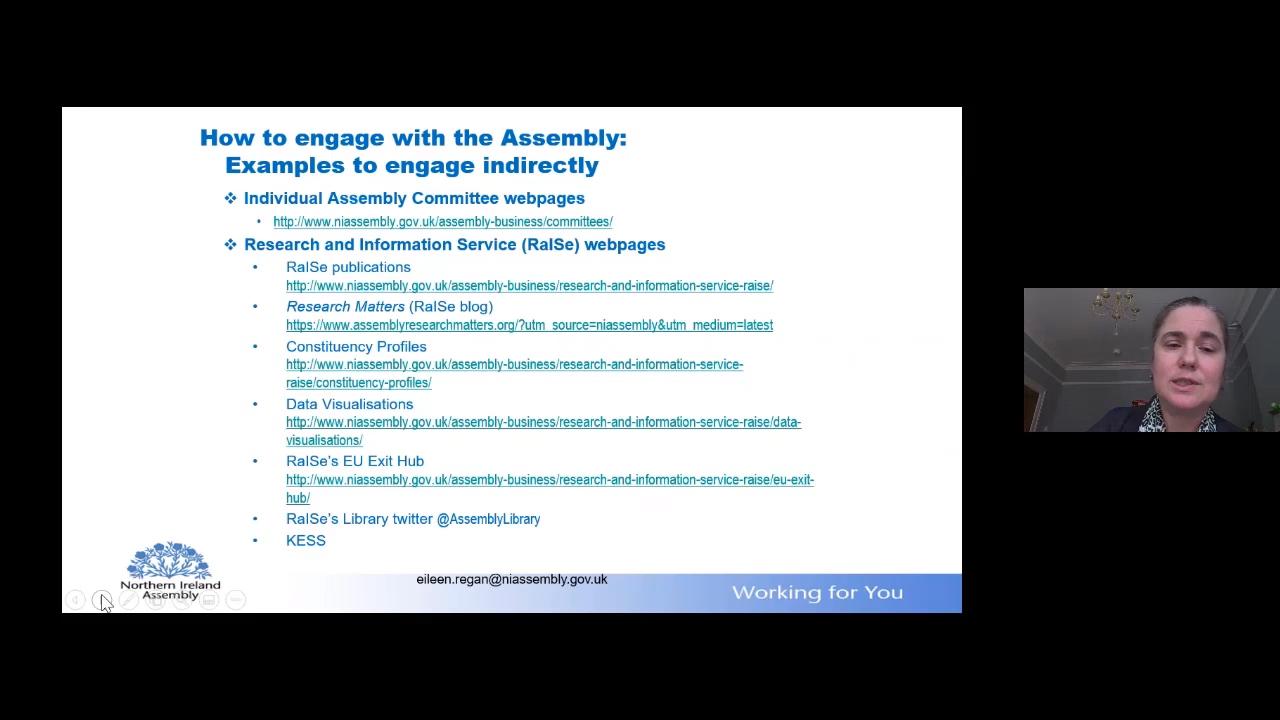 How to engage with the Assembly:
Examples to engage indirectly
❖ Individual Assembly Committee webpages
• http://www.niassembly.gov.uk/assembly-business/committees/
❖ Research and Information Service (RaISe) webpages
• RaISe publications
http://www.niassembly.gov.uk/assembly-business/research-and-information-service-raise/
• Research Matters (RaISe blog)
https://www.assemblyresearchmatters.org/?utm_source=niassembly&utm_medium=latest
• Constituency Profiles
http://www.niassembly.gov.uk/assembly-business/research-and-information-service-
raise/constituency-profiles/
• Data Visualisations
http://www.niassembly.gov.uk/assembly-business/research-and-information-service-raise/data-
visualisations/
• RaISe’s EU Exit Hub
http://www.niassembly.gov.uk/assembly-business/research-and-information-service-raise/eu-exit-
hub/
• RaISe’s Library twitter @AssemblyLibrary
• KESS
Northern Ireland
Assembly
eileen.regan@niassembly.gov.uk
Working for You